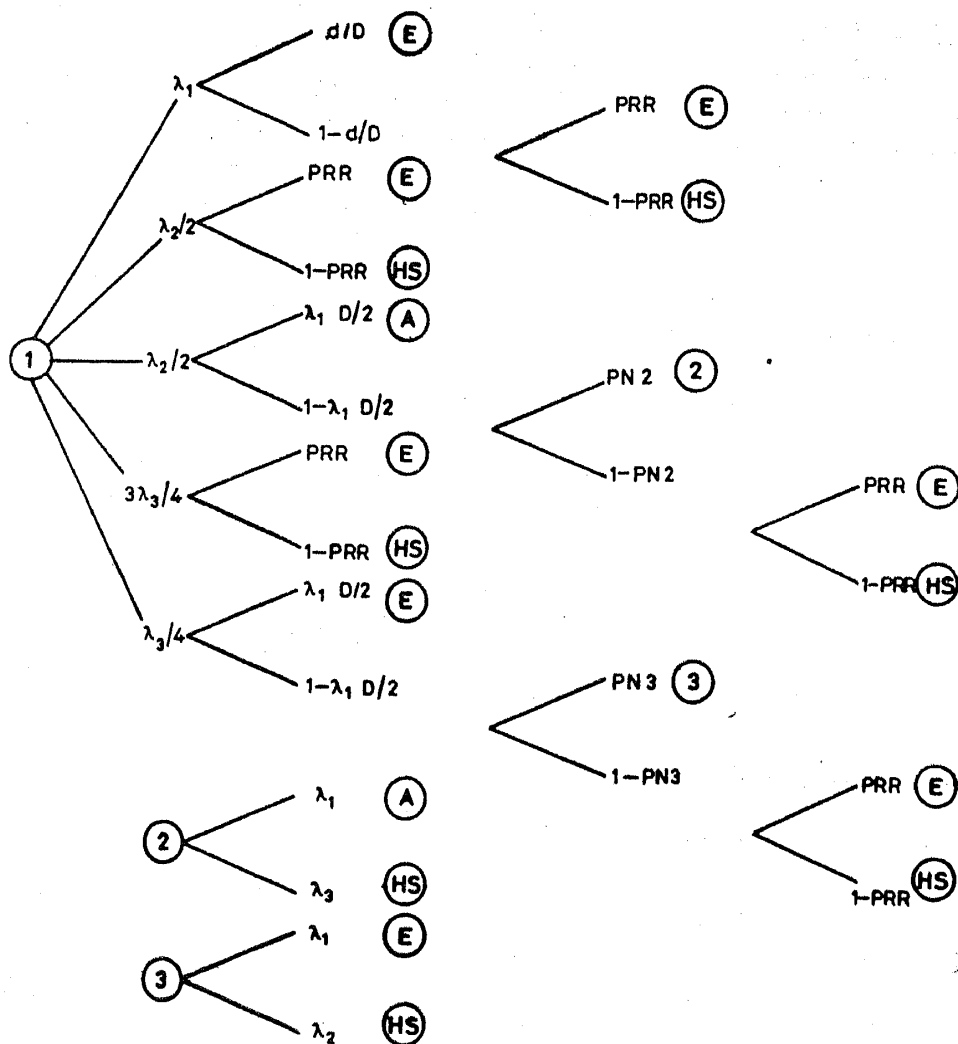 d/D E
λ₁
PRR E
1-d/D
PRR E
1-PRR HS
λ₂/2
1-PRR HS
λ₁ D/2 A
1 λ₂/2
PN 2 2
1-λ₁ D/2
PRR E
1-PN2
PRR E
3λ₃/4
1-PRR HS
1-PRR HS
λ₁ D/2 E
λ₃/4
1-λ₁ D/2
PN3 3
1-PN3
PRR E
λ₁ A
2
1-PRR HS
λ₃ HS
λ₁ E
3
λ₂ HS